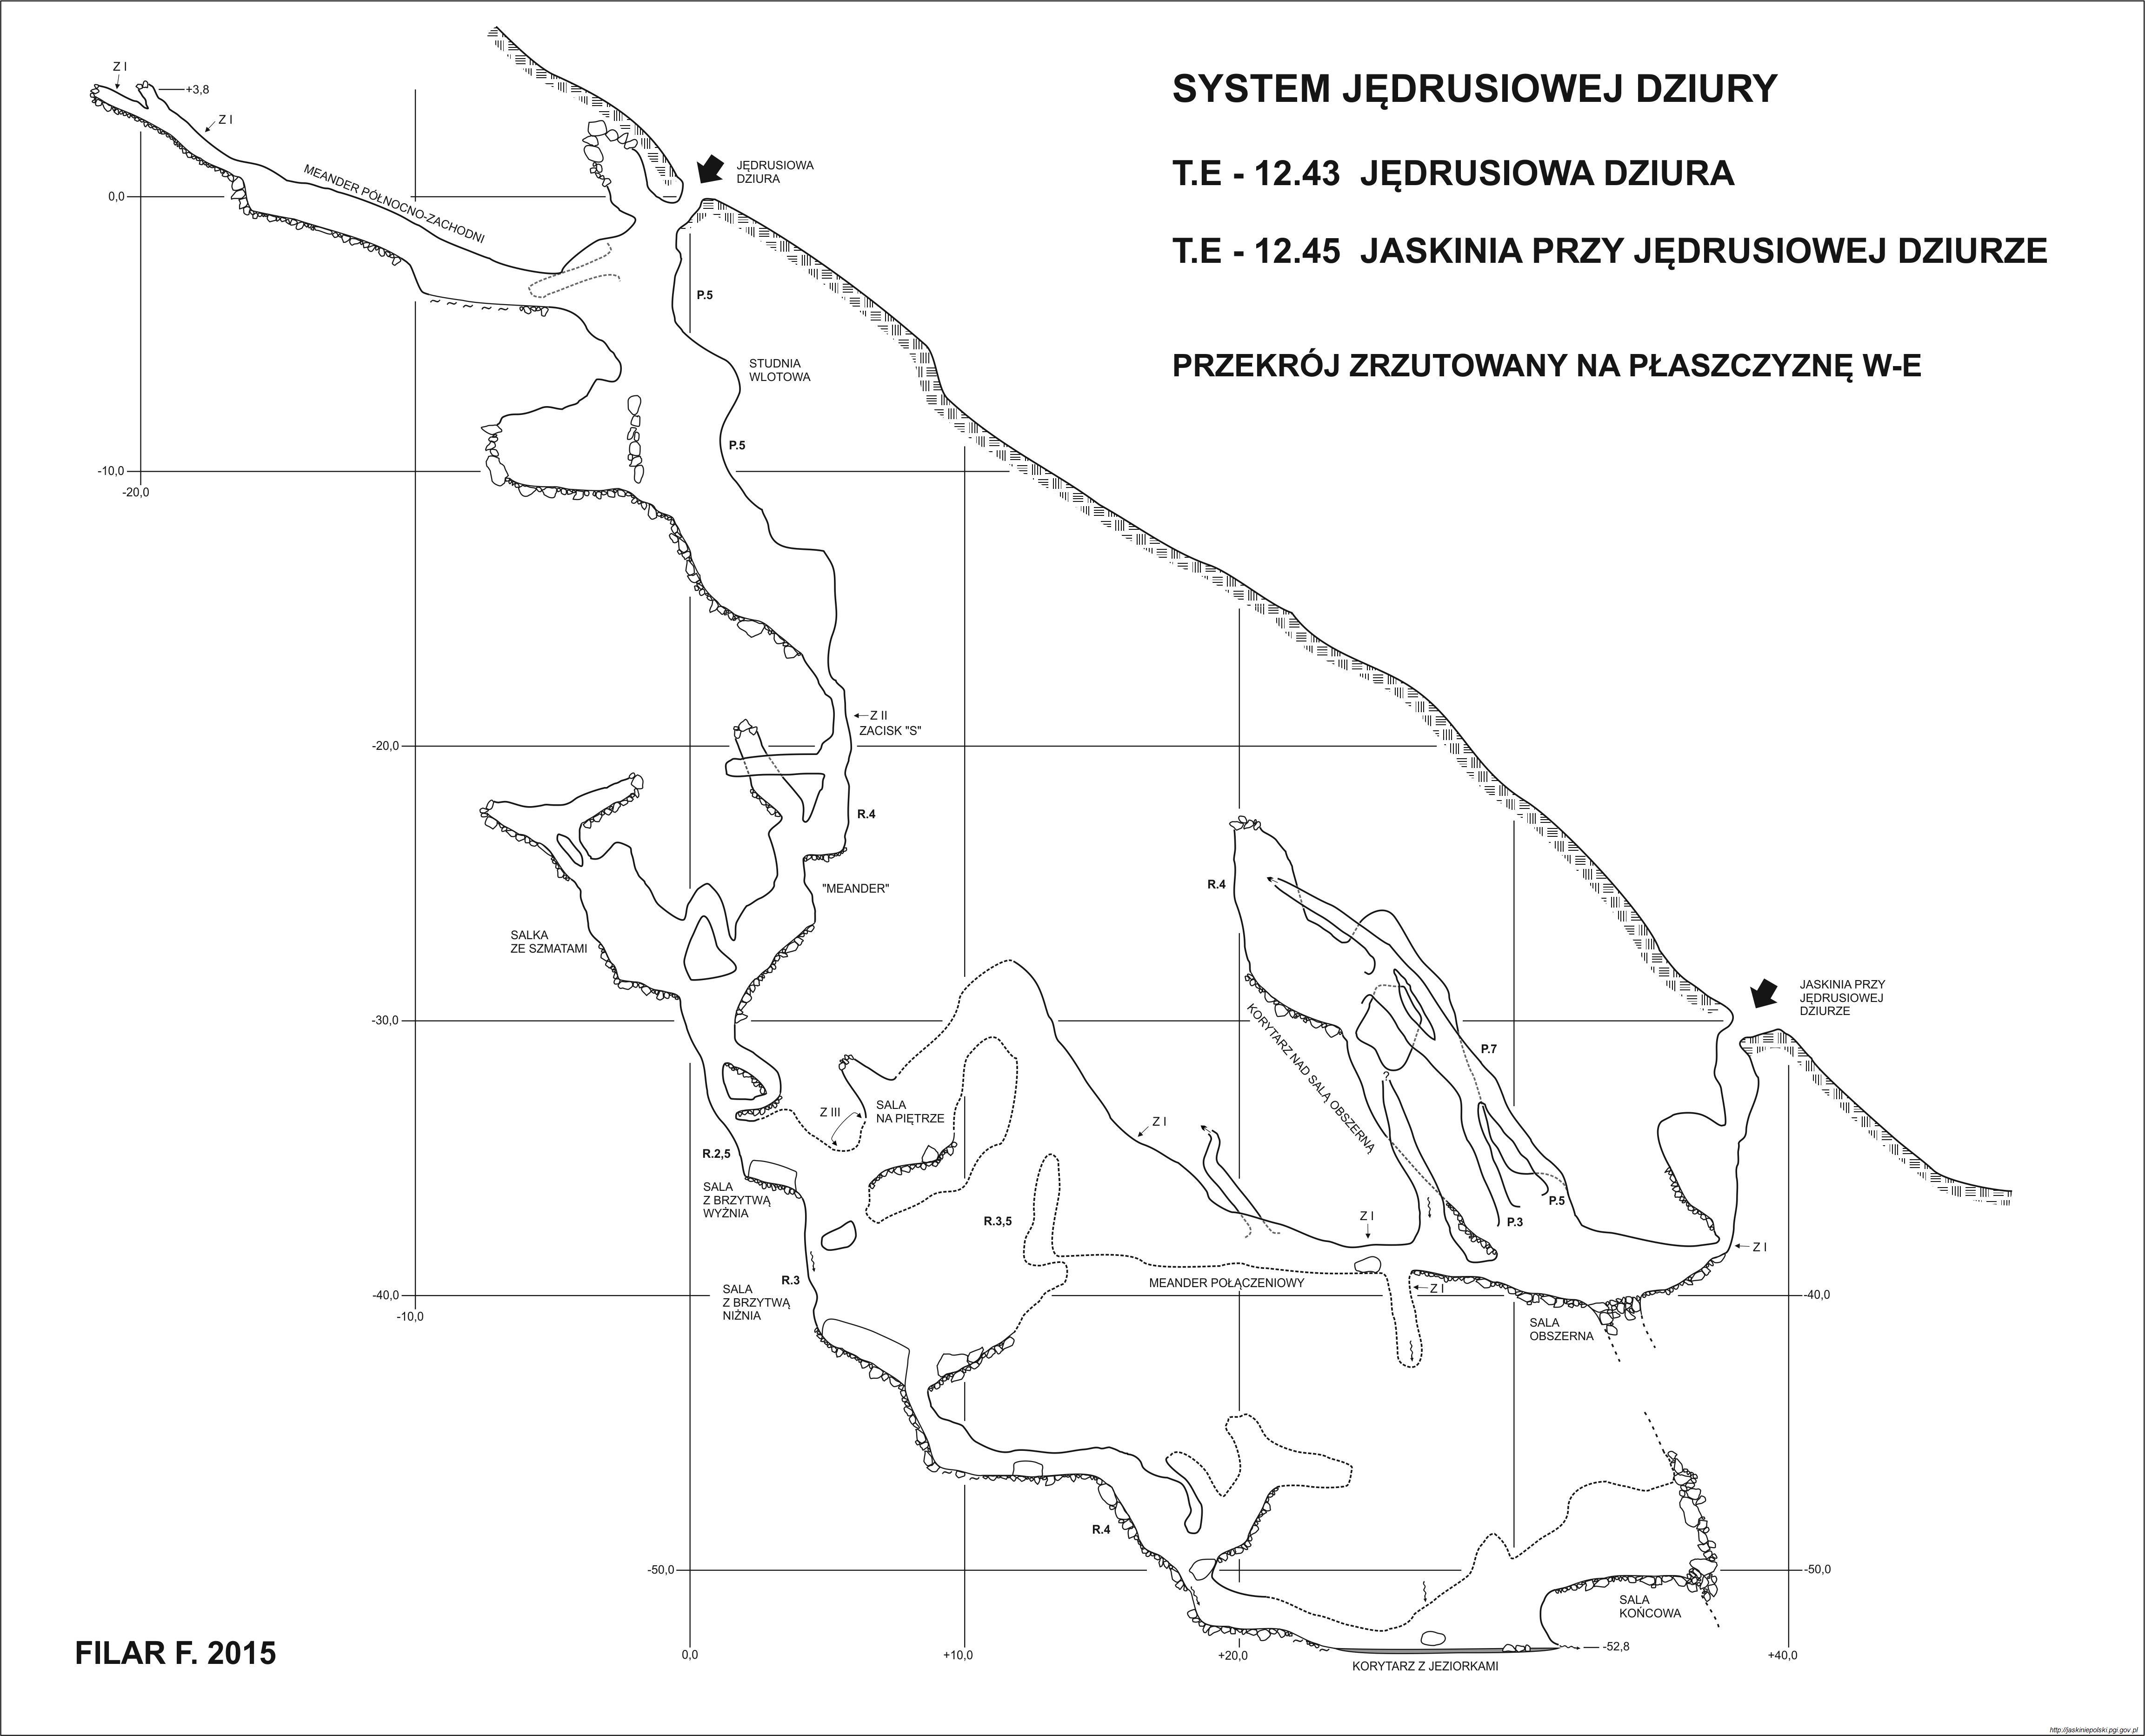 SYSTEM JĘDRUSIOWEJ DZIURY
T.E - 12.43 JĘDRUSIOWA DZIURA
T.E - 12.45 JASKINIA PRZY JĘDRUSIOWEJ DZIURZE
PRZEKRÓJ ZRZUTOWANY NA PŁASZCZYZNĘ W-E
Z I
+3,8
Z I
MEANDER PÓŁNOCNO-ZACHODNI
JĘDRUSIOWA
DZIURA
0,0
P.5
STUDNIA
WLOTOWA
P.5
-10,0
-20,0
Z II
ZACISK "S"
-20,0
R.4
"MEANDER"
R.4
SALKA
ZE SZMATAMI
JASKINIA PRZY
JĘDRUSIOWEJ
DZIURZE
-30,0
KORYTARZ NAD SALĄ OBSZERNĄ
P.7
?
Z III
SALA
NA PIĘTRZE
Z I
R.2,5
SALA
Z BRZYTWĄ
WYŻNIA
P.5
R.3,5
Z I
P.3
Z I
R.3
SALA
Z BRZYTWĄ
NIŻNIA
MEANDER POŁĄCZENIOWY
Z I
-40,0
-40,0
-10,0
SALA
OBSZERNA
R.4
-50,0
-50,0
SALA
KOŃCOWA
-52,8
0,0
+10,0
+20,0
+40,0
KORYTARZ Z JEZIORKAMI
FILAR F. 2015
http://jaskiniepolski.pgi.gov.pl